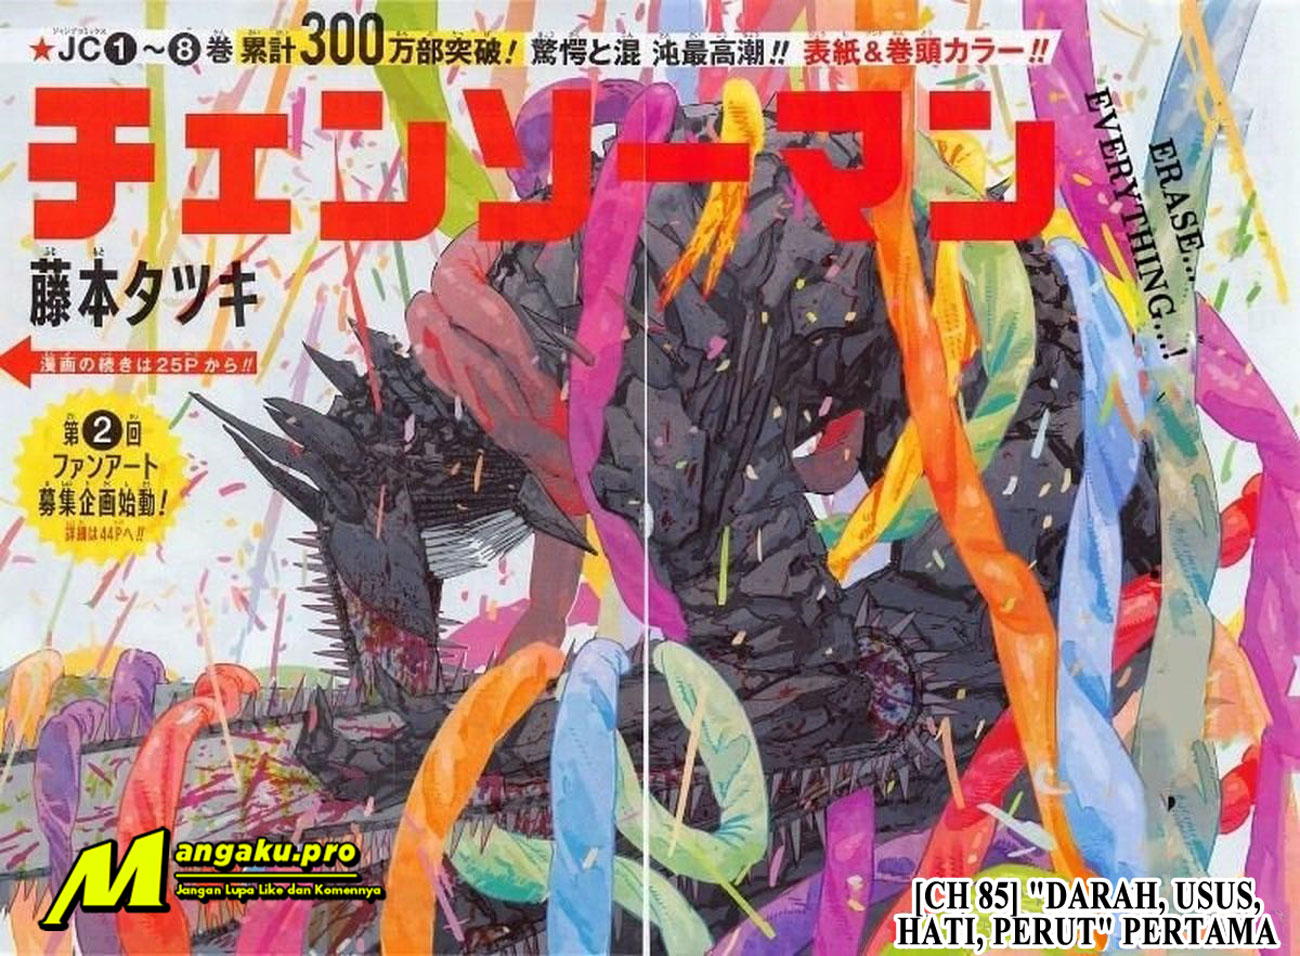 ★JC❶~❽巻 累計300万部突破! 驚愕と混沌最高潮!! 表紙&巻頭カラー!!
チェンソーマン
藤本タツキ
漫画の続きは25Pから!!
第❷回
ファンアート
募集企画始動!
詳細は44Pへ!!
ERASE...
EVERYTHING...!
Mangaku.pro
Jangan Lupa Like dan Komennya
[CH 85] "DARAH, USUS,
HATI, PERUT" PERTAMA